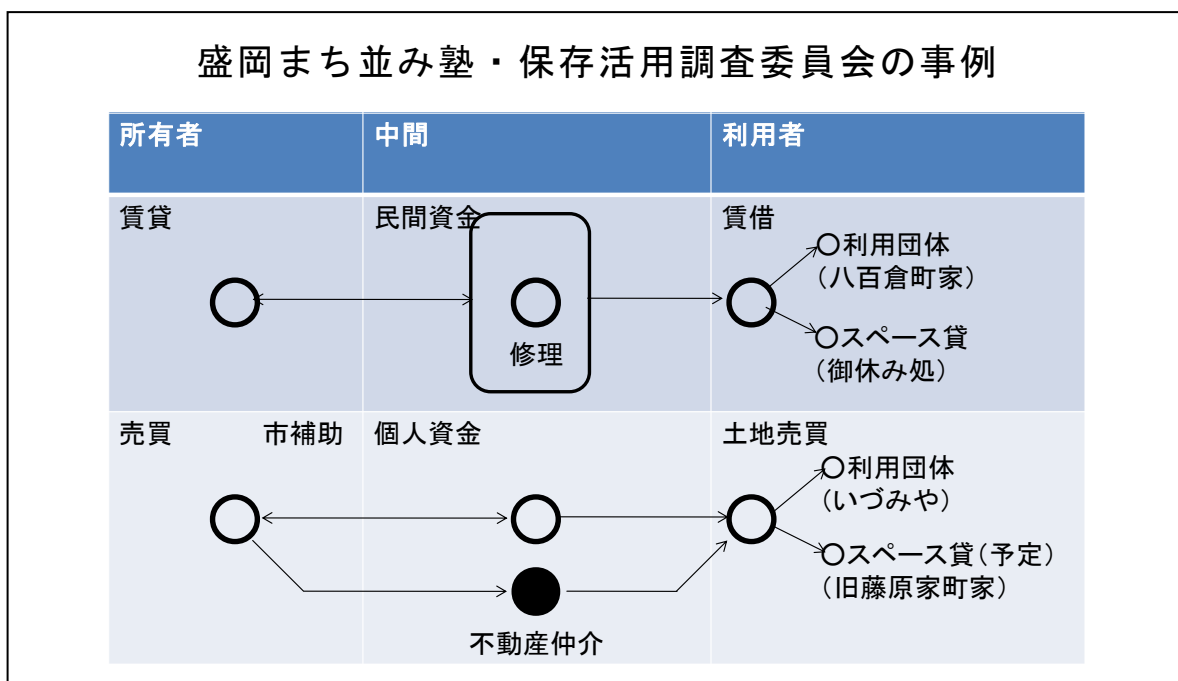 盛岡まち並み塾・保存活用調査委員会の事例
所有者
中間
利用者
賃貸
民間資金
賃借
○利用団体
(八百倉町家)
○スペース貸
(御休み処)
修理
売買
市補助
個人資金
土地売買
○利用団体
(いづみや)
○スペース貸(予定)
(旧藤原家町家)
不動産仲介